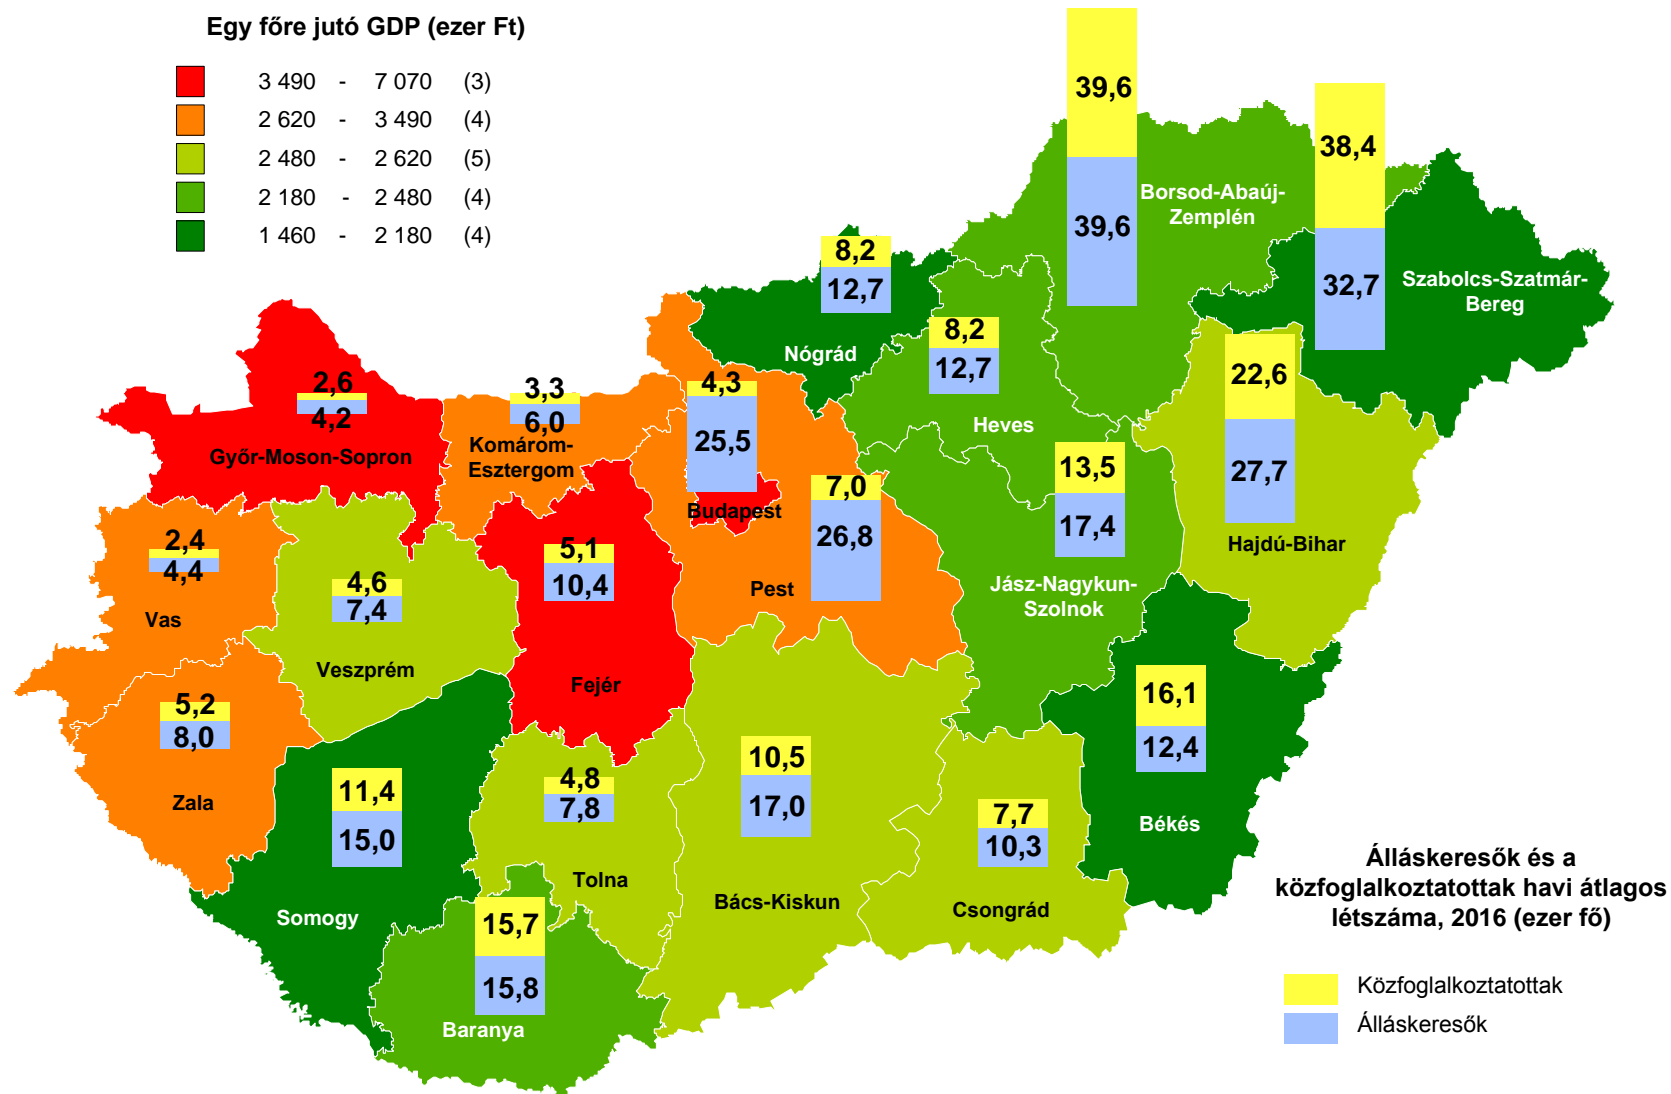 Egy főre jutó GDP (ezer Ft)
3 490 - 7 070 (3)
2 620 - 3 490 (4)
2 480 - 2 620 (5)
2 180 - 2 480 (4)
1 460 - 2 180 (4)
39,6
39,6
Borsod-Abaúj-
Zemplén
38,4
32,7
Szabolcs-Szatmár-
Bereg
8,2
12,7
Nógrád
8,2
12,7
Heves
22,6
27,7
Hajdú-Bihar
2,6
4,2
Győr-Moson-Sopron
3,3
6,0
Komárom-
Esztergom
4,3
25,5
Budapest
7,0
26,8
Pest
13,5
17,4
Jász-Nagykun-
Szolnok
2,4
4,4
Vas
4,6
7,4
Veszprém
5,1
10,4
Fejér
5,2
8,0
Zala
11,4
15,0
Somogy
4,8
7,8
Tolna
10,5
17,0
Bács-Kiskun
7,7
10,3
Csongrád
16,1
12,4
Békés
15,7
15,8
Baranya
Álláskeresők és a
közfoglalkoztatottak havi átlagos
létszáma, 2016 (ezer fő)
Közfoglalkoztatottak
Álláskeresők